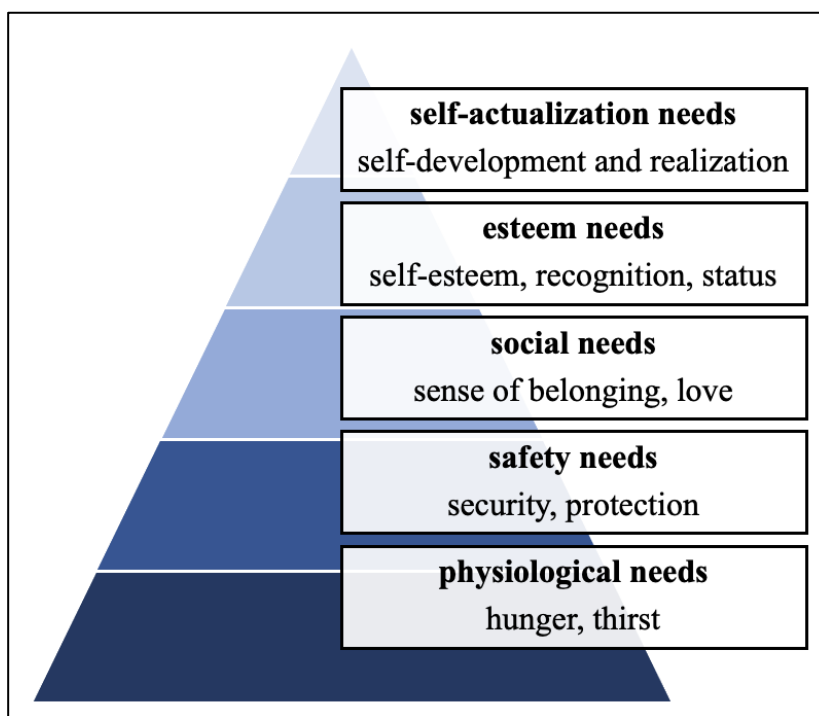 self-actualization needs
self-development and realization
esteem needs
self-esteem, recognition, status
social needs
sense of belonging, love
safety needs
security, protection
physiological needs
hunger, thirst